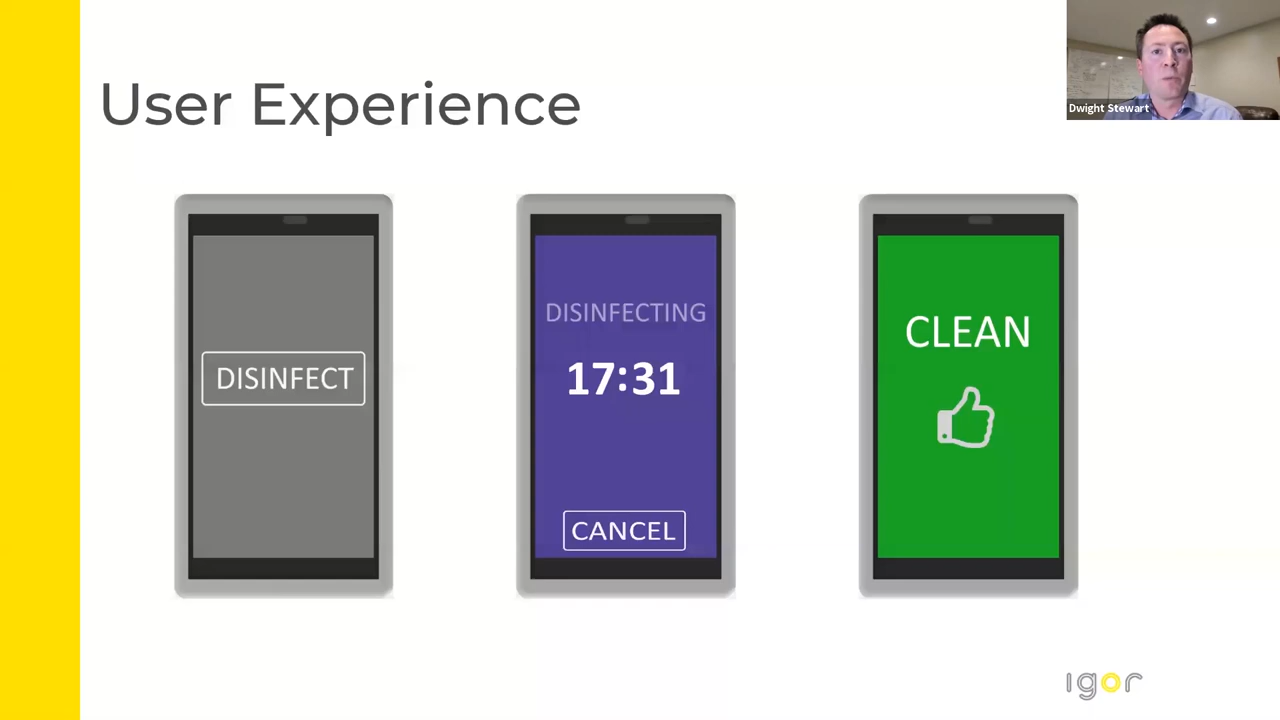 User Experience
Dwight Stewart
DISINFECT
DISINFECTING
17:31
CANCEL
CLEAN
igor